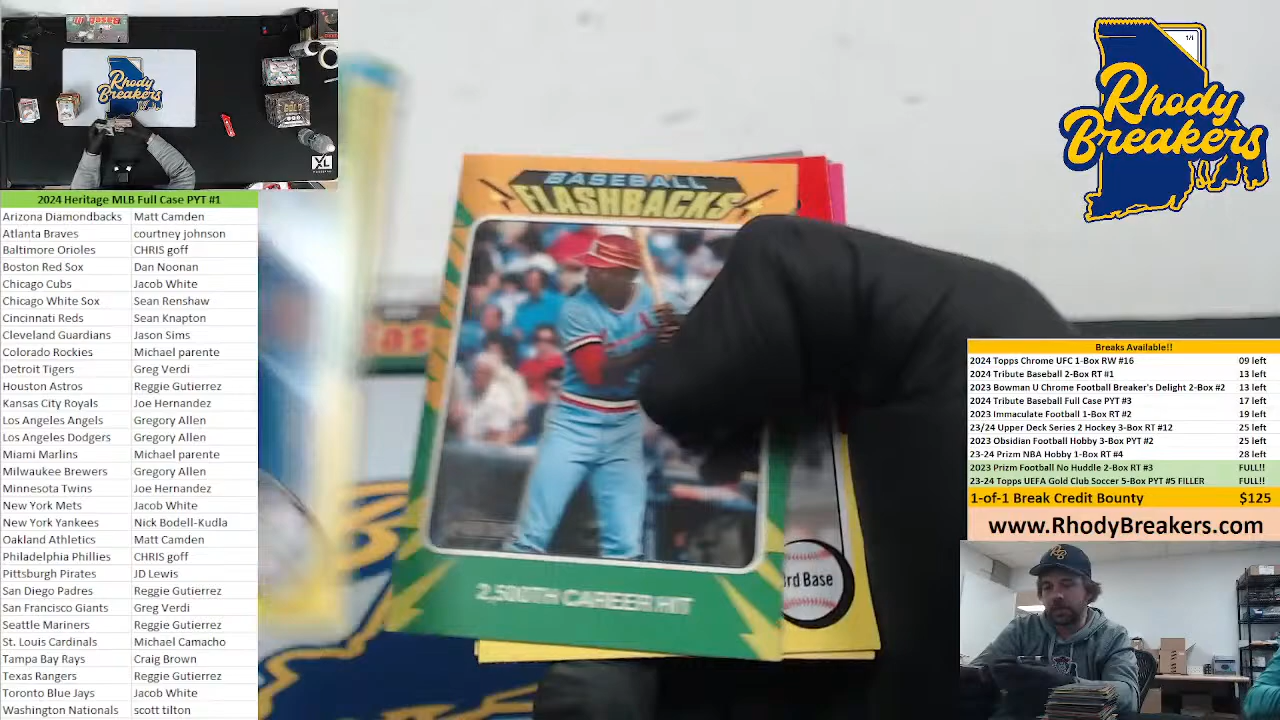 Rhody
Breakers
XL
2024 Heritage MLB Full Case PYT #1
Arizona Diamondbacks Matt Camden
Atlanta Braves courtney johnson
Baltimore Orioles CHRIS goff
Boston Red Sox Dan Noonan
Chicago Cubs Jacob White
Chicago White Sox Sean Renshaw
Cincinnati Reds Sean Knapton
Cleveland Guardians Jason Sims
Colorado Rockies Michael parente
Detroit Tigers Greg Verdi
Houston Astros Reggie Gutierrez
Kansas City Royals Joe Hernandez
Los Angeles Angels Gregory Allen
Los Angeles Dodgers Gregory Allen
Miami Marlins Michael parente
Milwaukee Brewers Gregory Allen
Minnesota Twins Joe Hernandez
New York Mets Jacob White
New York Yankees Nick Bodell-Kudla
Oakland Athletics Matt Camden
Philadelphia Phillies CHRIS goff
Pittsburgh Pirates JD Lewis
San Diego Padres Reggie Gutierrez
San Francisco Giants Greg Verdi
Seattle Mariners Reggie Gutierrez
St. Louis Cardinals Michael Camacho
Tampa Bay Rays Craig Brown
Texas Rangers Reggie Gutierrez
Toronto Blue Jays Jacob White
Washington Nationals scott tilton
BASEBALL
FLASHBACKS
2,500TH CAREER HIT
3rd Base
1/1
Rhody
Breakers
Breaks Available!!
2024 Topps Chrome UFC 1-Box RW #16 09 left
2024 Tribute Baseball 2-Box RT #1 13 left
2023 Bowman U Chrome Football Breaker's Delight 2-Box #2 13 left
2024 Tribute Baseball Full Case PYT #3 17 left
2023 Immaculate Football 1-Box RT #2 19 left
23/24 Upper Deck Series 2 Hockey 3-Box RT #12 25 left
2023 Obsidian Football Hobby 3-Box PYT #2 25 left
23-24 Prizm NBA Hobby 1-Box RT #4 28 left
2023 Prizm Football No Huddle 2-Box RT #3 FULL!!
23-24 Topps UEFA Gold Club Soccer 5-Box PYT #5 FILLER FULL!!
1-of-1 Break Credit Bounty $125
www.RhodyBreakers.com